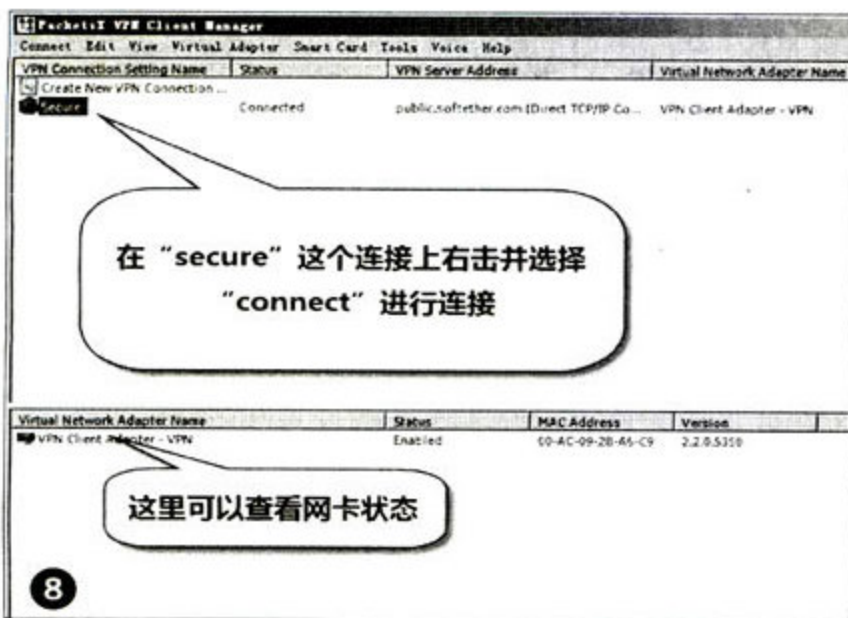 PacketiX VPN Client Manager
Connect Edit View Virtual Adapter Smart Card Tools Voice Help
VPN Connection Setting Name Status VPN Server Address Virtual Network Adapter Name
Create New VPN Connection ...
Secure Connected public.softether.com (Direct TCP/IP Co... VPN Client Adapter - VPN
在“secure”这个连接上右击并选择
“connect”进行连接
Virtual Network Adapter Name Status MAC Address Version
VPN Client Adapter - VPN Enabled 00-AC-09-2B-A6-C9 2.2.0.5350
这里可以查看网卡状态
8